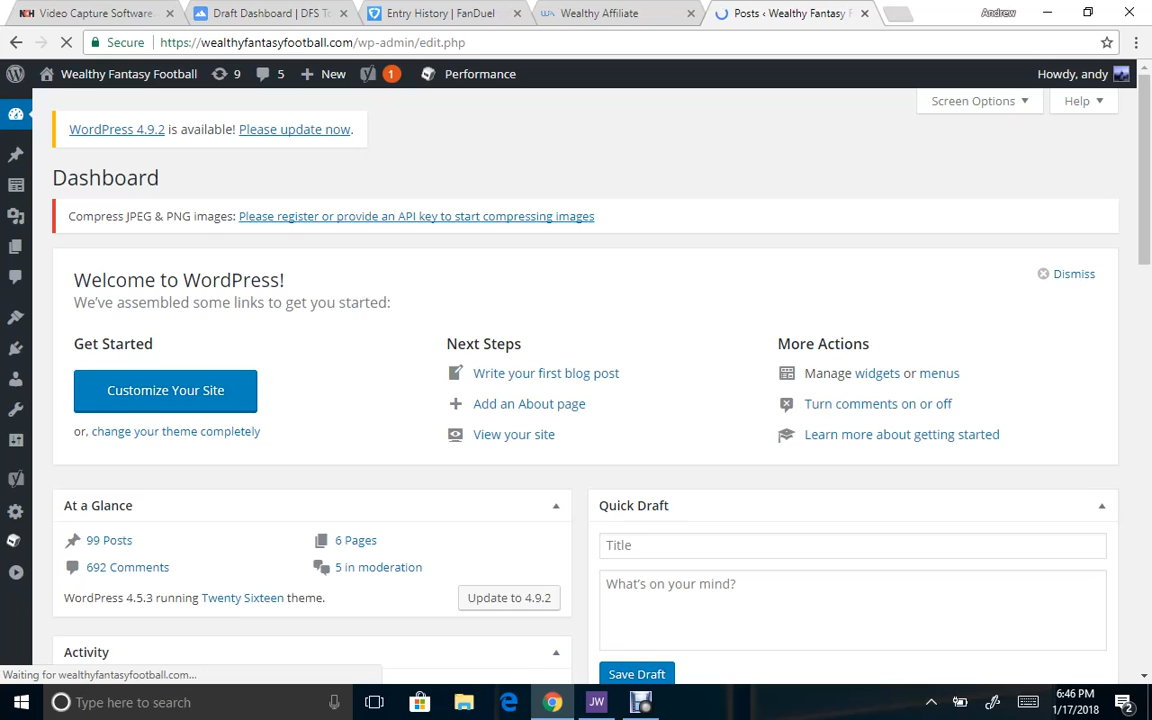 Video Capture Software.
Draft Dashboard | DFS To
Entry History | FanDuel
Wealthy Affiliate
Posts ‹ Wealthy Fantasy F
Andrew
Secure
https://wealthyfantasyfootball.com/wp-admin/edit.php
Wealthy Fantasy Football
9
5
New
1
Performance
Howdy, andy
Screen Options
Help
WordPress 4.9.2 is available! Please update now.
Dashboard
Compress JPEG & PNG images: Please register or provide an API key to start compressing images
Welcome to WordPress!
Dismiss
We've assembled some links to get you started:
Get Started
Next Steps
More Actions
Customize Your Site
Write your first blog post
Manage widgets or menus
Add an About page
Turn comments on or off
or, change your theme completely
View your site
Learn more about getting started
At a Glance
Quick Draft
99 Posts
6 Pages
Title
692 Comments
5 in moderation
What's on your mind?
WordPress 4.5.3 running Twenty Sixteen theme.
Update to 4.9.2
Activity
Save Draft
Waiting for wealthyfantasyfootball.com...
Type here to search
JW
6:46 PM
1/17/2018
2